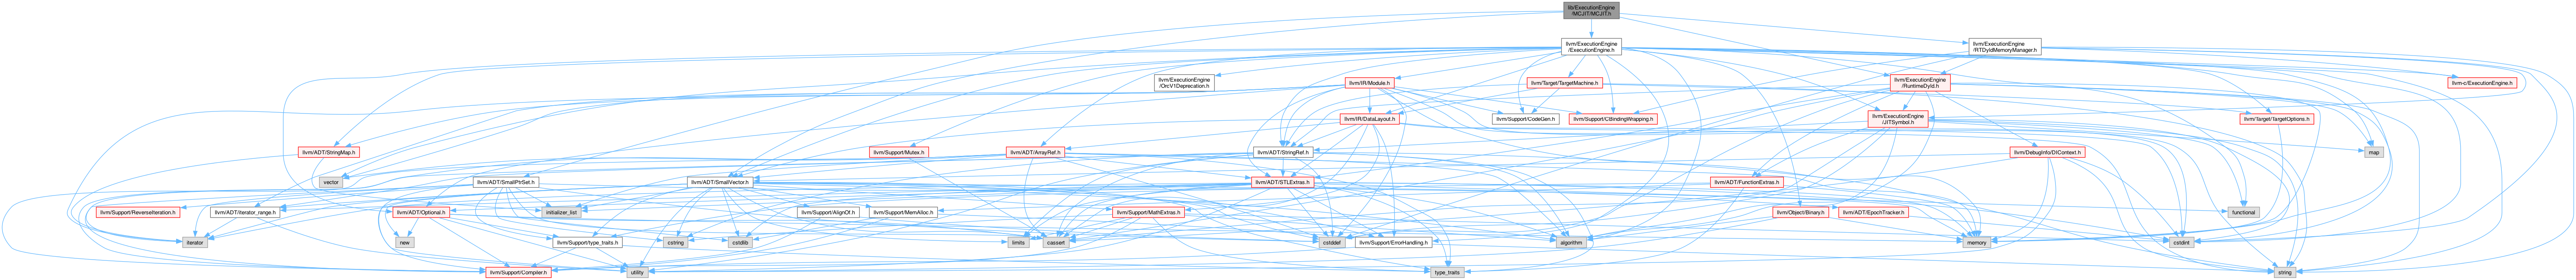 lib/ExecutionEngine
/MCJIT/MCJIT.h
llvm/ExecutionEngine
/ExecutionEngine.h
llvm/ExecutionEngine
/RTDyldMemoryManager.h
llvm/ExecutionEngine
/OrcV1Deprecation.h
llvm/IR/Module.h
llvm/Target/TargetMachine.h
llvm/ExecutionEngine
/RuntimeDyld.h
llvm-c/ExecutionEngine.h
llvm/IR/DataLayout.h
llvm/Support/CodeGen.h
llvm/Support/CBindingWrapping.h
llvm/ExecutionEngine
/JITSymbol.h
llvm/Target/TargetOptions.h
llvm/ADT/StringMap.h
llvm/Support/Mutex.h
llvm/ADT/ArrayRef.h
llvm/ADT/StringRef.h
llvm/DebugInfo/DIContext.h
map
vector
llvm/ADT/SmallPtrSet.h
llvm/ADT/SmallVector.h
llvm/ADT/STLExtras.h
llvm/ADT/FunctionExtras.h
llvm/Support/ReverseIteration.h
llvm/ADT/iterator_range.h
llvm/ADT/Optional.h
initializer_list
llvm/Support/AlignOf.h
llvm/Support/MemAlloc.h
llvm/Support/MathExtras.h
llvm/Object/Binary.h
llvm/ADT/EpochTracker.h
functional
iterator
new
llvm/Support/type_traits.h
cstring
cstdlib
limits
cassert
cstddef
llvm/Support/ErrorHandling.h
algorithm
memory
cstdint
llvm/Support/Compiler.h
utility
type_traits
string